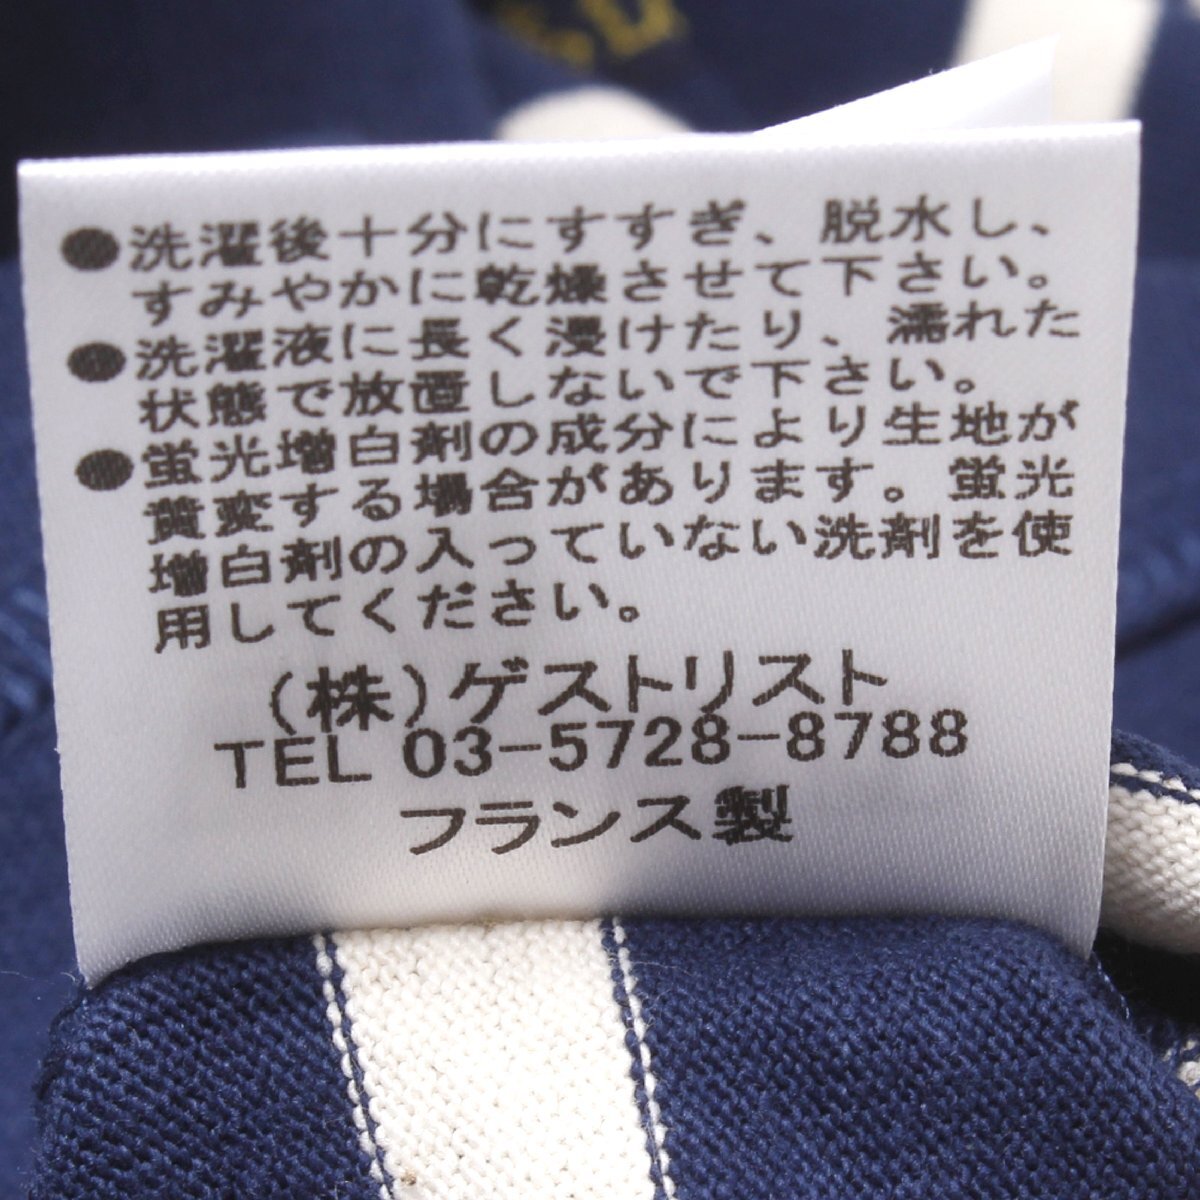 ●洗濯後十分にすすぎ、脱水し、
すみやかに乾燥させて下さい。
●洗濯液に長く浸けたり、濡れた
状態で放置しないで下さい。
●蛍光増白剤の成分により生地が
黄変する場合があります。蛍光
増白剤の入っていない洗剤を使
用してください。
(株)ゲストリスト
TEL 03-5728-8788
フランス製